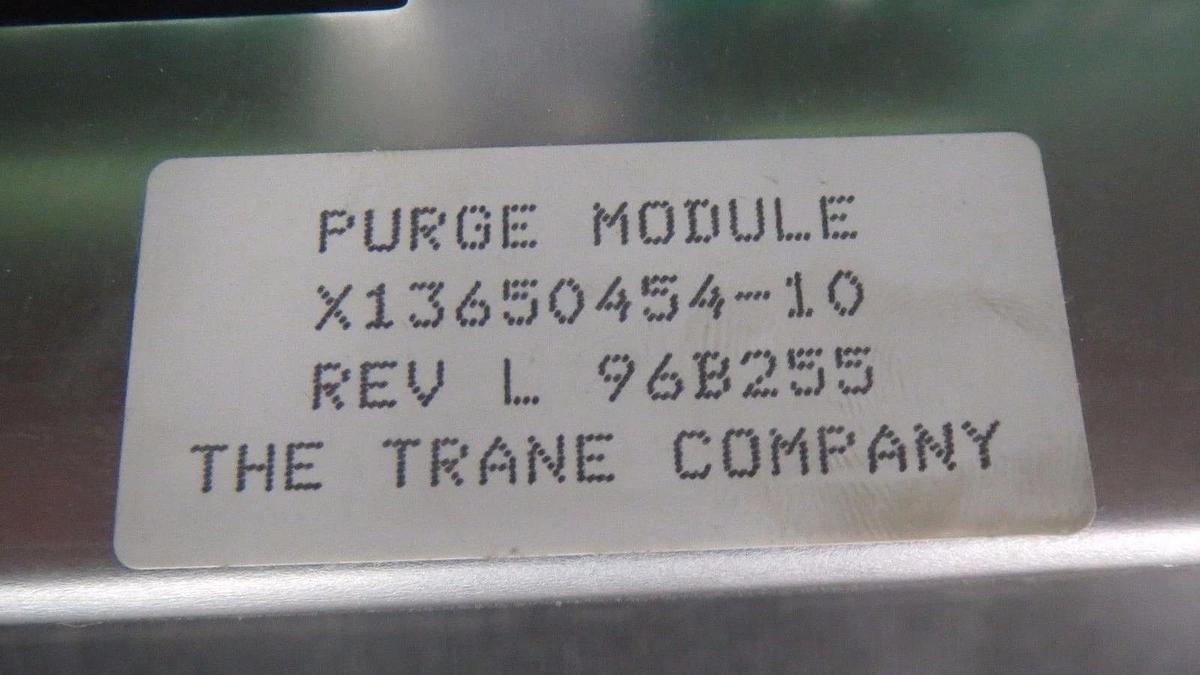 PURGE MODULE
X13650454-10
REV L 96B255
THE TRANE COMPANY